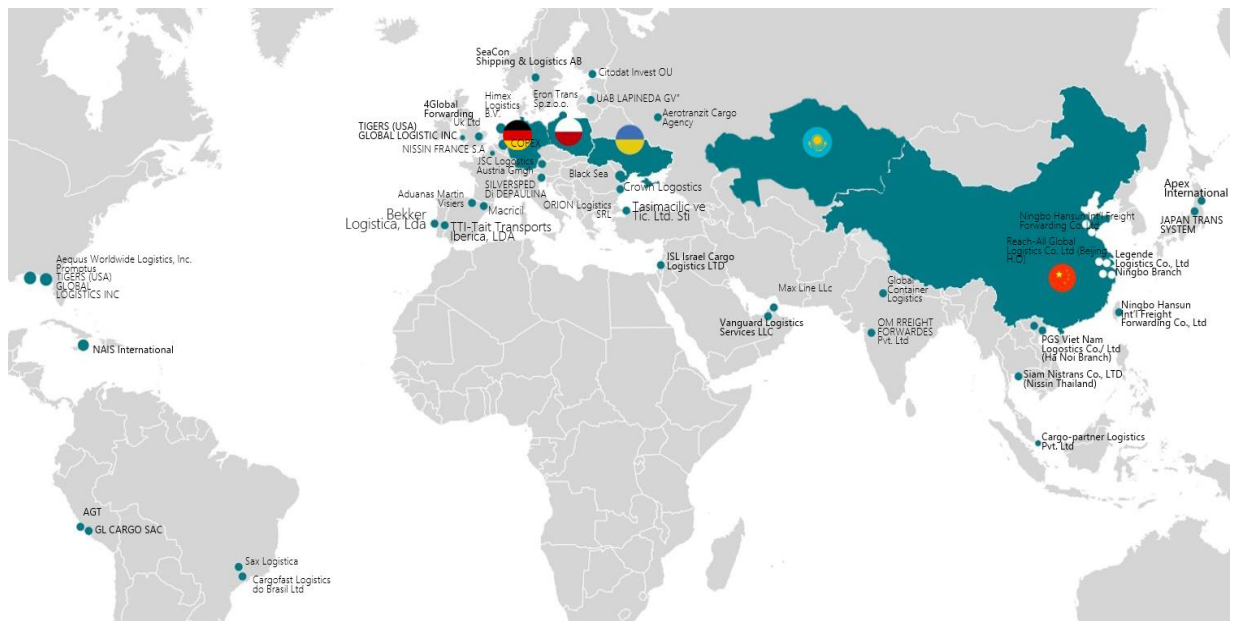 SeaCon
Shipping & Logistics AB
Citodat Invest OU
Himex
Logistics
B.V.
Eron Trans
Sp.z.o.o.
UAB LAPINEDA GV"
4Global
Forwarding
Uk Ltd
Aerotranzit Cargo
Agency
TIGERS (USA)
GLOBAL LOGISTIC INC
NISSIN FRANCE S.A
COPEX
JSC Logostics
Austria Gmgh
SILVERSPED
Di DEPAULINA
Black Sea
Crown Logostics
Aduanas Martin
Visiers
Macricil
ORION Logistics
SRL
Tasimacilic ve
Tic. Ltd. Sti
Bekker
Logistica, Lda
TTI-Tait Transports
Iberica, LDA
Apex
International
JAPAN TRANS
SYSTEM
Ningbo Hansun Int'l Freight
Forwarding Co. Ltd
Reach-All Global
Logistics Co., Ltd (Beijing
H.O)
Legende
Logistics Co., Ltd
Ningbo Branch
Aequus Worldwide Logistics, Inc.
Promptus
TIGERS (USA)
GLOBAL
LOGISTICS INC
ISL Israel Cargo
Logistics LTD
Max Line LLc
Global
Container
Logistics
Vanguard Logistics
Services LLC
OM RREIGHT
FORWARDES
Pvt. Ltd
Ningbo Hansun
Int'l Freight
Forwarding Co., Ltd
PGS Viet Nam
Logostics Co./ Ltd
(Ha Noi Branch)
NAIS International
Siam Nistrans Co., LTD
(Nissin Thailand)
Cargo-partner Logistics
Pvt. Ltd
AGT
GL CARGO SAC
Sax Logistica
Cargofast Logistics
do Brasil Ltd